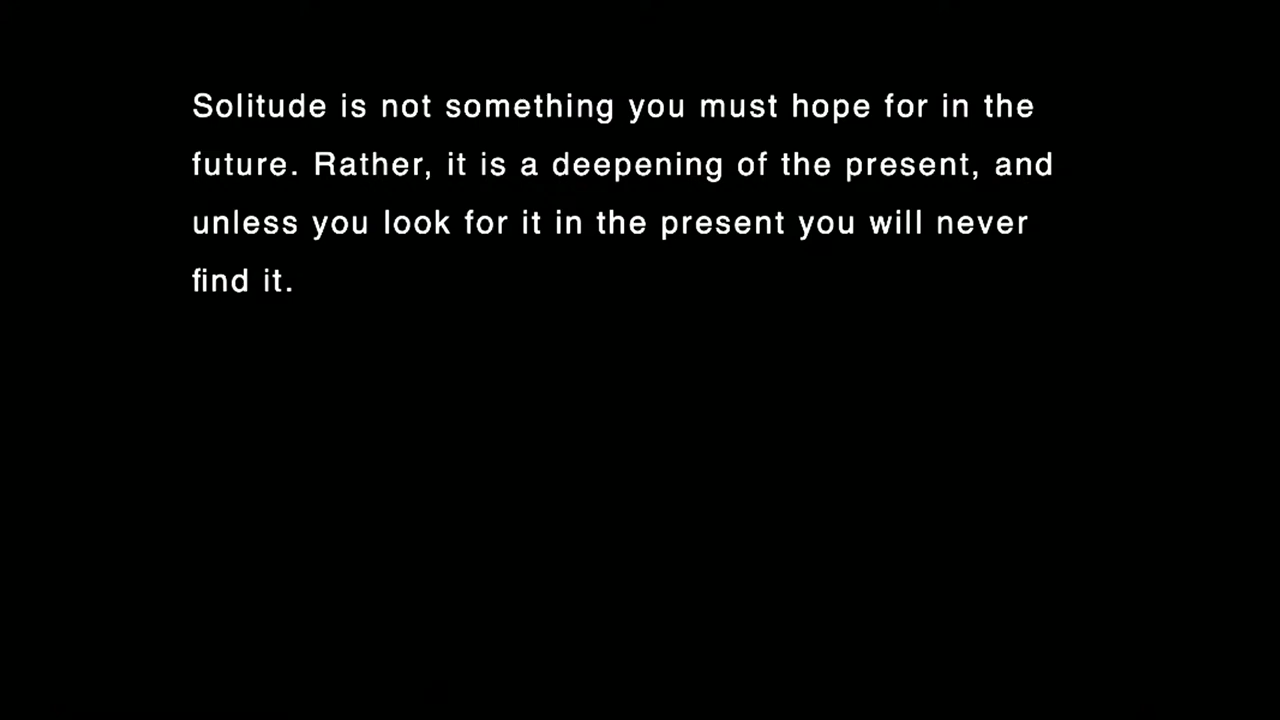 Solitude is not something you must hope for in the
future. Rather, it is a deepening of the present, and
unless you look for it in the present you will never
find it.